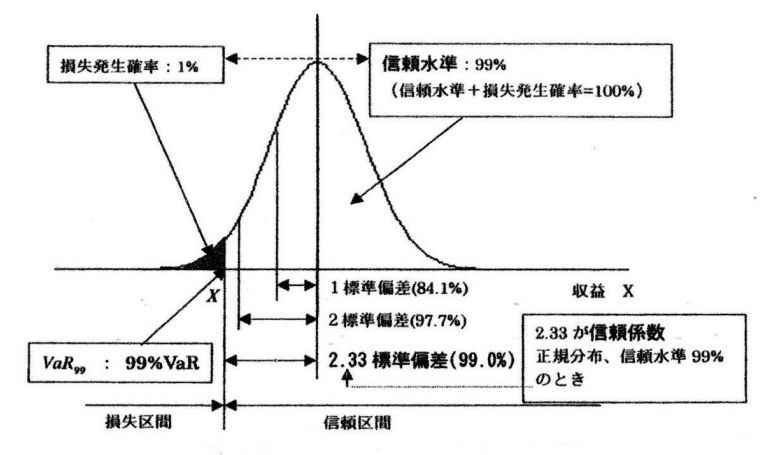 損失発生確率：1%
信頼水準：99%
（信頼水準＋損失発生確率=100%）
X
1 標準偏差(84.1%)
収益　X
2 標準偏差(97.7%)
2.33 が信頼係数
正規分布、信頼水準 99%
のとき
VaR₉₉　：　99%VaR
2.33 標準偏差(99.0%)
損失区間
信頼区間